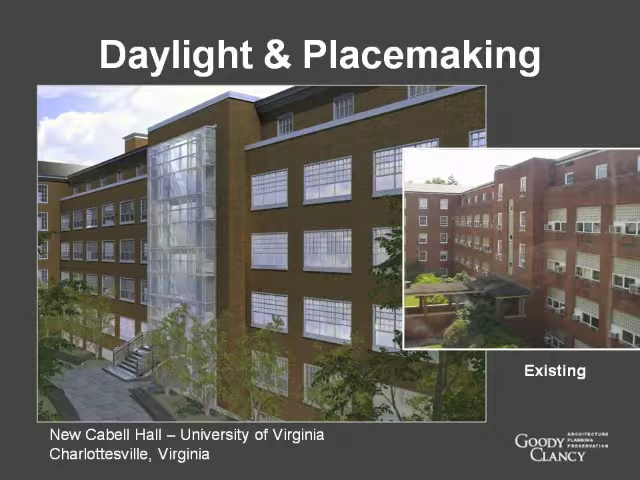 Daylight & Placemaking
Existing
New Cabell Hall – University of Virginia
Charlottesville, Virginia
GOODY
CLANCY
ARCHITECTURE
PLANNING
PRESERVATION